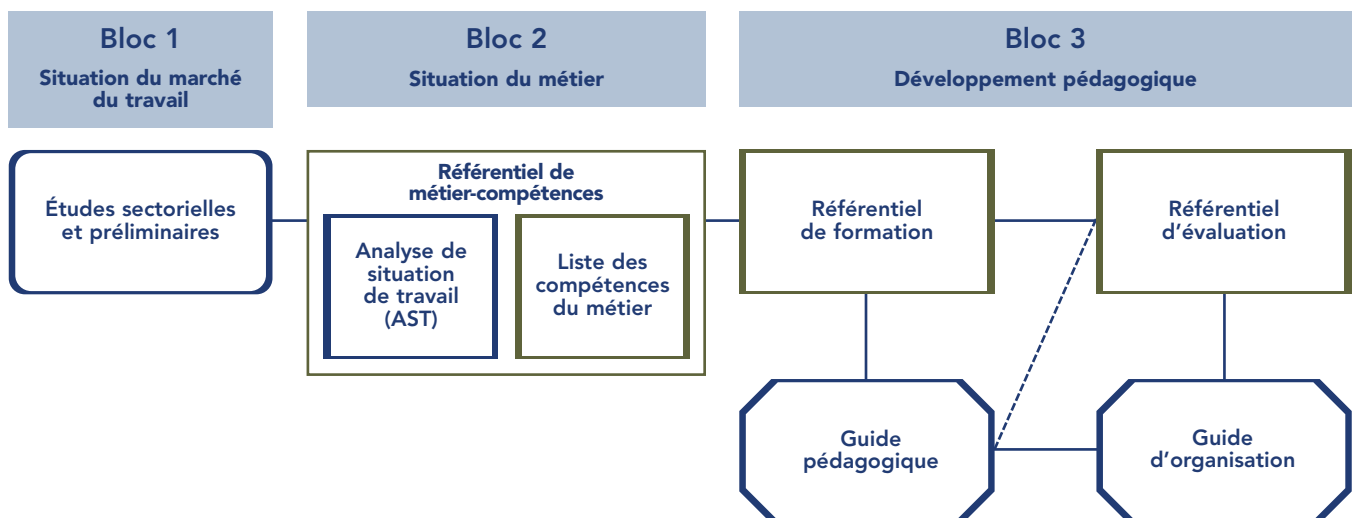 Bloc 1
Situation du marché
du travail
Bloc 2
Situation du métier
Bloc 3
Développement pédagogique
Études sectorielles
et préliminaires
Référentiel de
métier-compétences
Analyse de
situation
de travail
(AST)
Liste des
compétences
du métier
Référentiel
de formation
Référentiel
d'évaluation
Guide
pédagogique
Guide
d'organisation